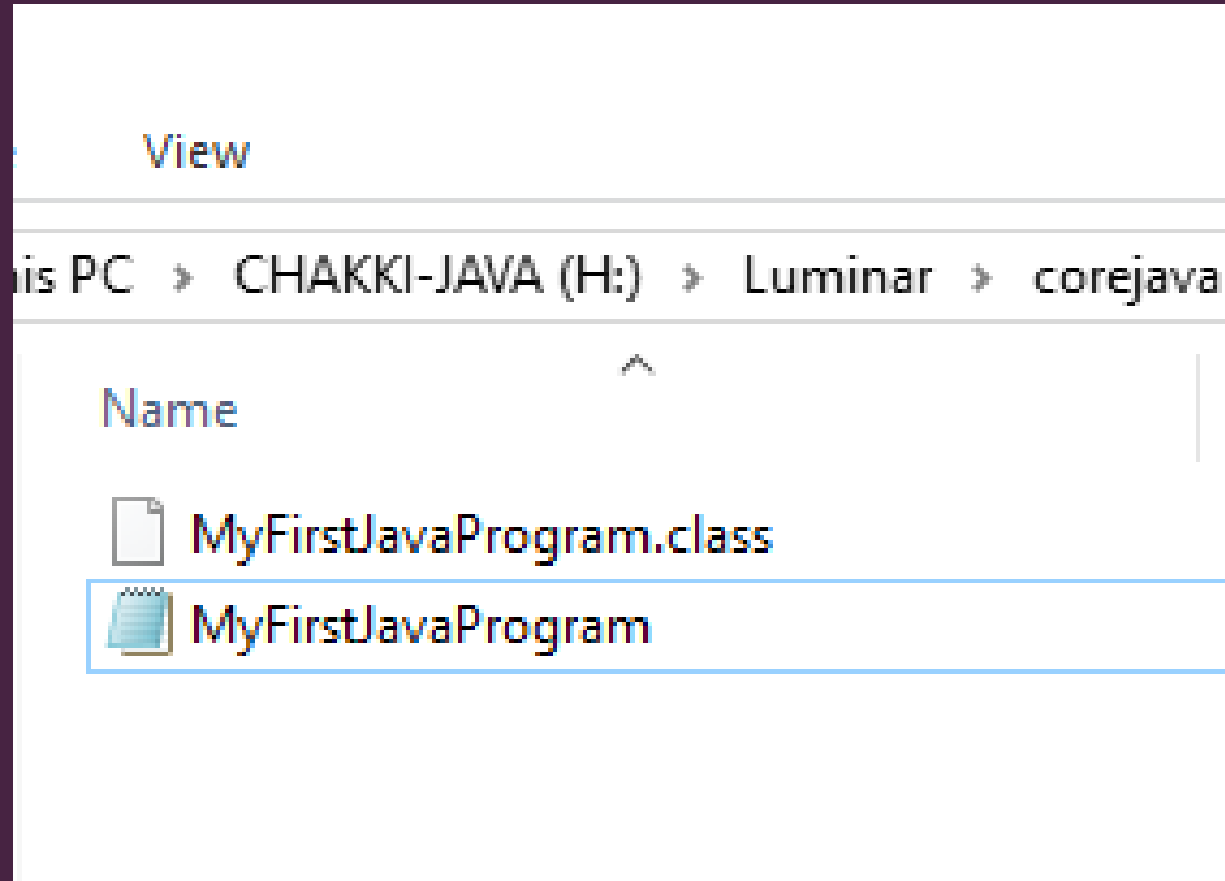 View
is PC > CHAKKI-JAVA (H:) > Luminar > corejava
Name
MyFirstJavaProgram.class
MyFirstJavaProgram